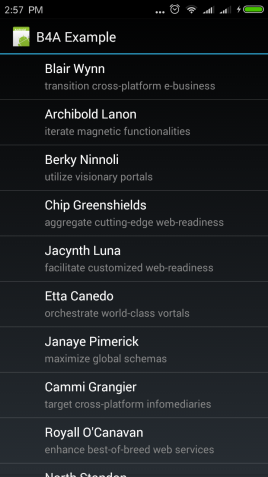 2:57 PM
B4A Example
Blair Wynn
transition cross-platform e-business
Archibold Lanon
iterate magnetic functionalities
Berky Ninnoli
utilize visionary portals
Chip Greenshields
aggregate cutting-edge web-readiness
Jacynth Luna
facilitate customized web-readiness
Etta Canedo
orchestrate world-class vortals
Janaye Pimerick
maximize global schemas
Cammi Grangier
target cross-platform infomediaries
Royall O'Canavan
enhance best-of-breed web services
North Standen